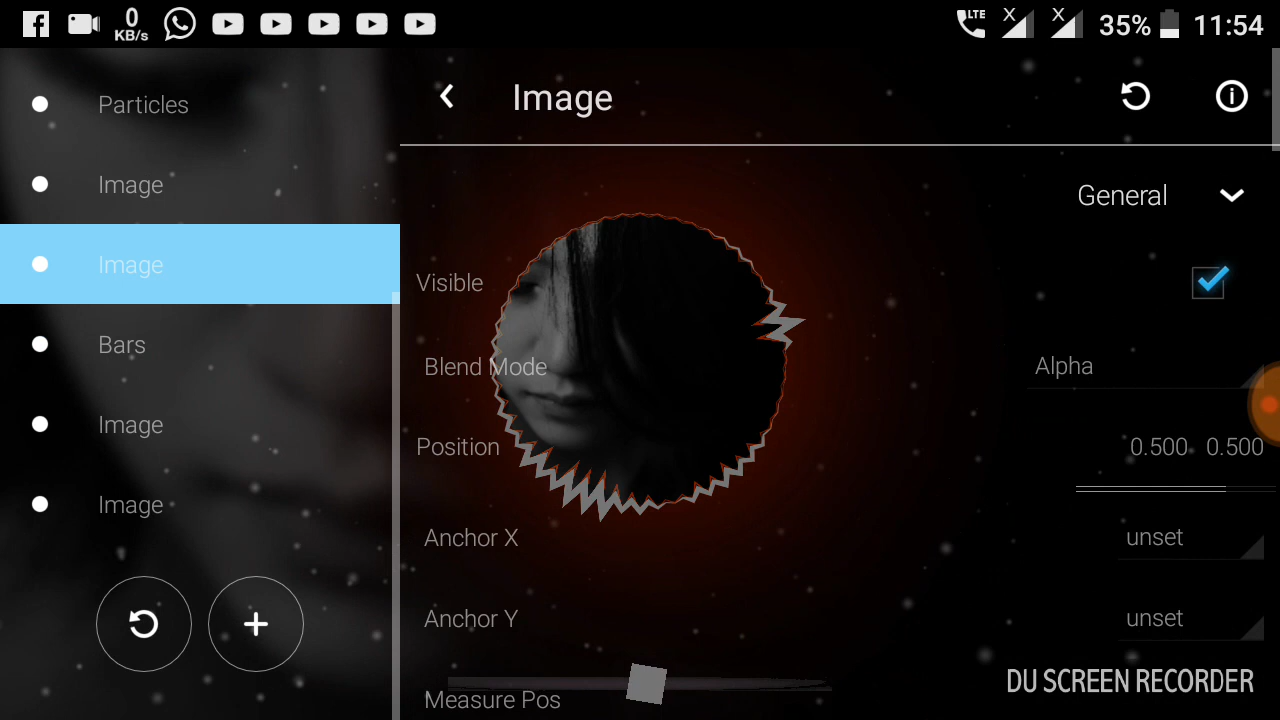 0
KB/s
LTE
X
X
35%
11:54
Particles
Image
Image
Bars
Image
Image
Image
General
Visible
Blend Mode
Alpha
Position
0.500
0.500
Anchor X
unset
Anchor Y
unset
Measure Pos
DU SCREEN RECORDER